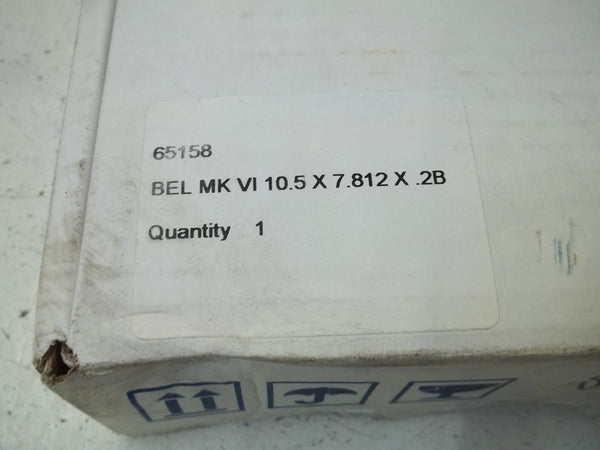 65158
BEL MK VI 10.5 X 7.812 X .2B
Quantity 1